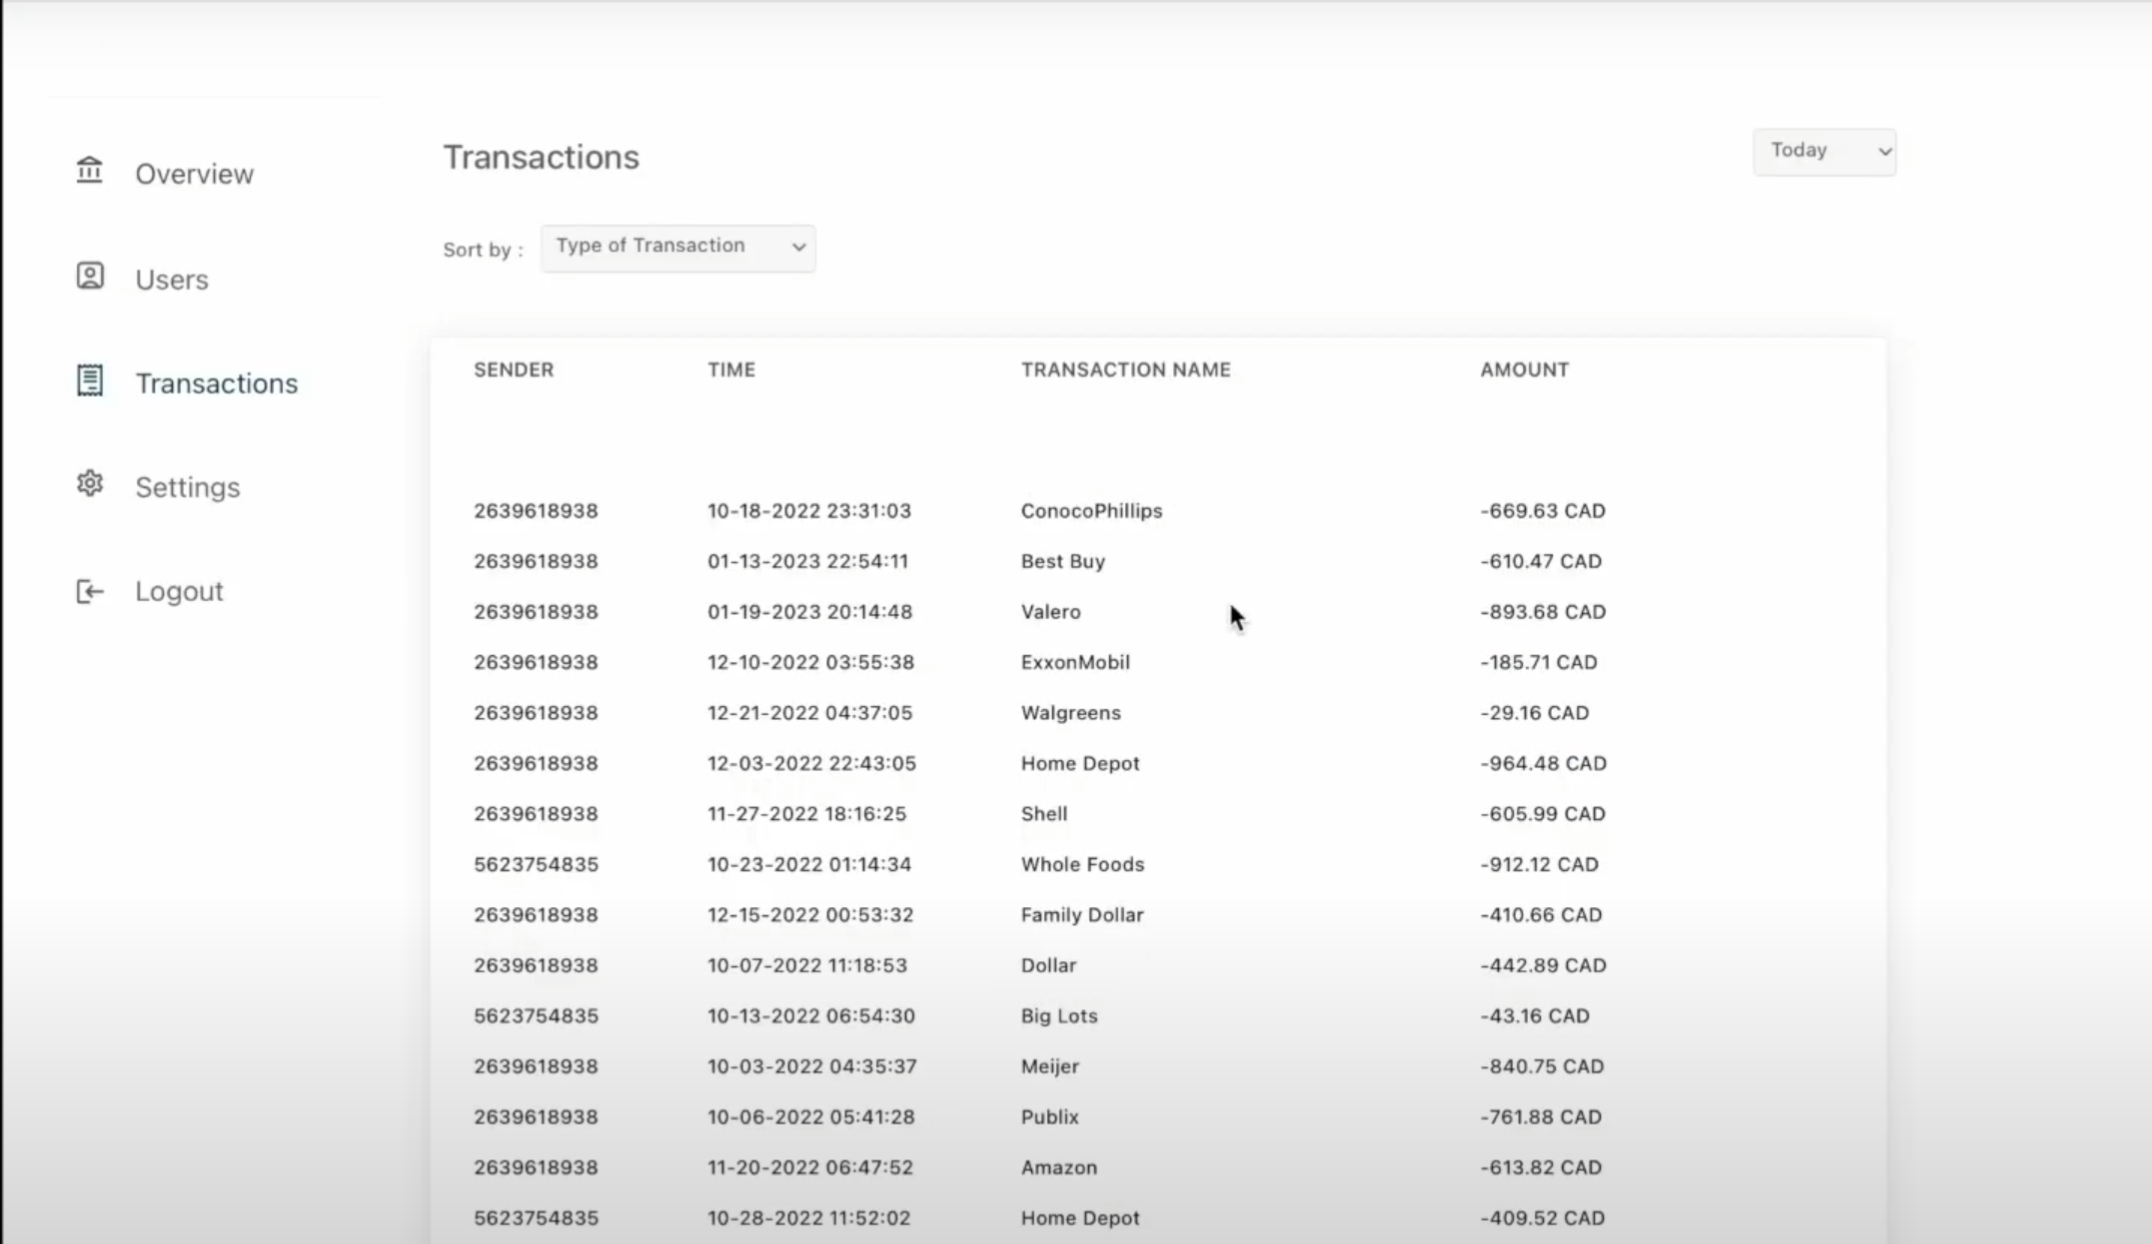 Overview
Users
Transactions
Settings
Logout
Transactions
Today
Sort by : Type of Transaction
SENDER TIME TRANSACTION NAME AMOUNT
2639618938 10-18-2022 23:31:03 ConocoPhillips -669.63 CAD
2639618938 01-13-2023 22:54:11 Best Buy -610.47 CAD
2639618938 01-19-2023 20:14:48 Valero -893.68 CAD
2639618938 12-10-2022 03:55:38 ExxonMobil -185.71 CAD
2639618938 12-21-2022 04:37:05 Walgreens -29.16 CAD
2639618938 12-03-2022 22:43:05 Home Depot -964.48 CAD
2639618938 11-27-2022 18:16:25 Shell -605.99 CAD
5623754835 10-23-2022 01:14:34 Whole Foods -912.12 CAD
2639618938 12-15-2022 00:53:32 Family Dollar -410.66 CAD
2639618938 10-07-2022 11:18:53 Dollar -442.89 CAD
5623754835 10-13-2022 06:54:30 Big Lots -43.16 CAD
2639618938 10-03-2022 04:35:37 Meijer -840.75 CAD
2639618938 10-06-2022 05:41:28 Publix -761.88 CAD
2639618938 11-20-2022 06:47:52 Amazon -613.82 CAD
5623754835 10-28-2022 11:52:02 Home Depot -409.52 CAD